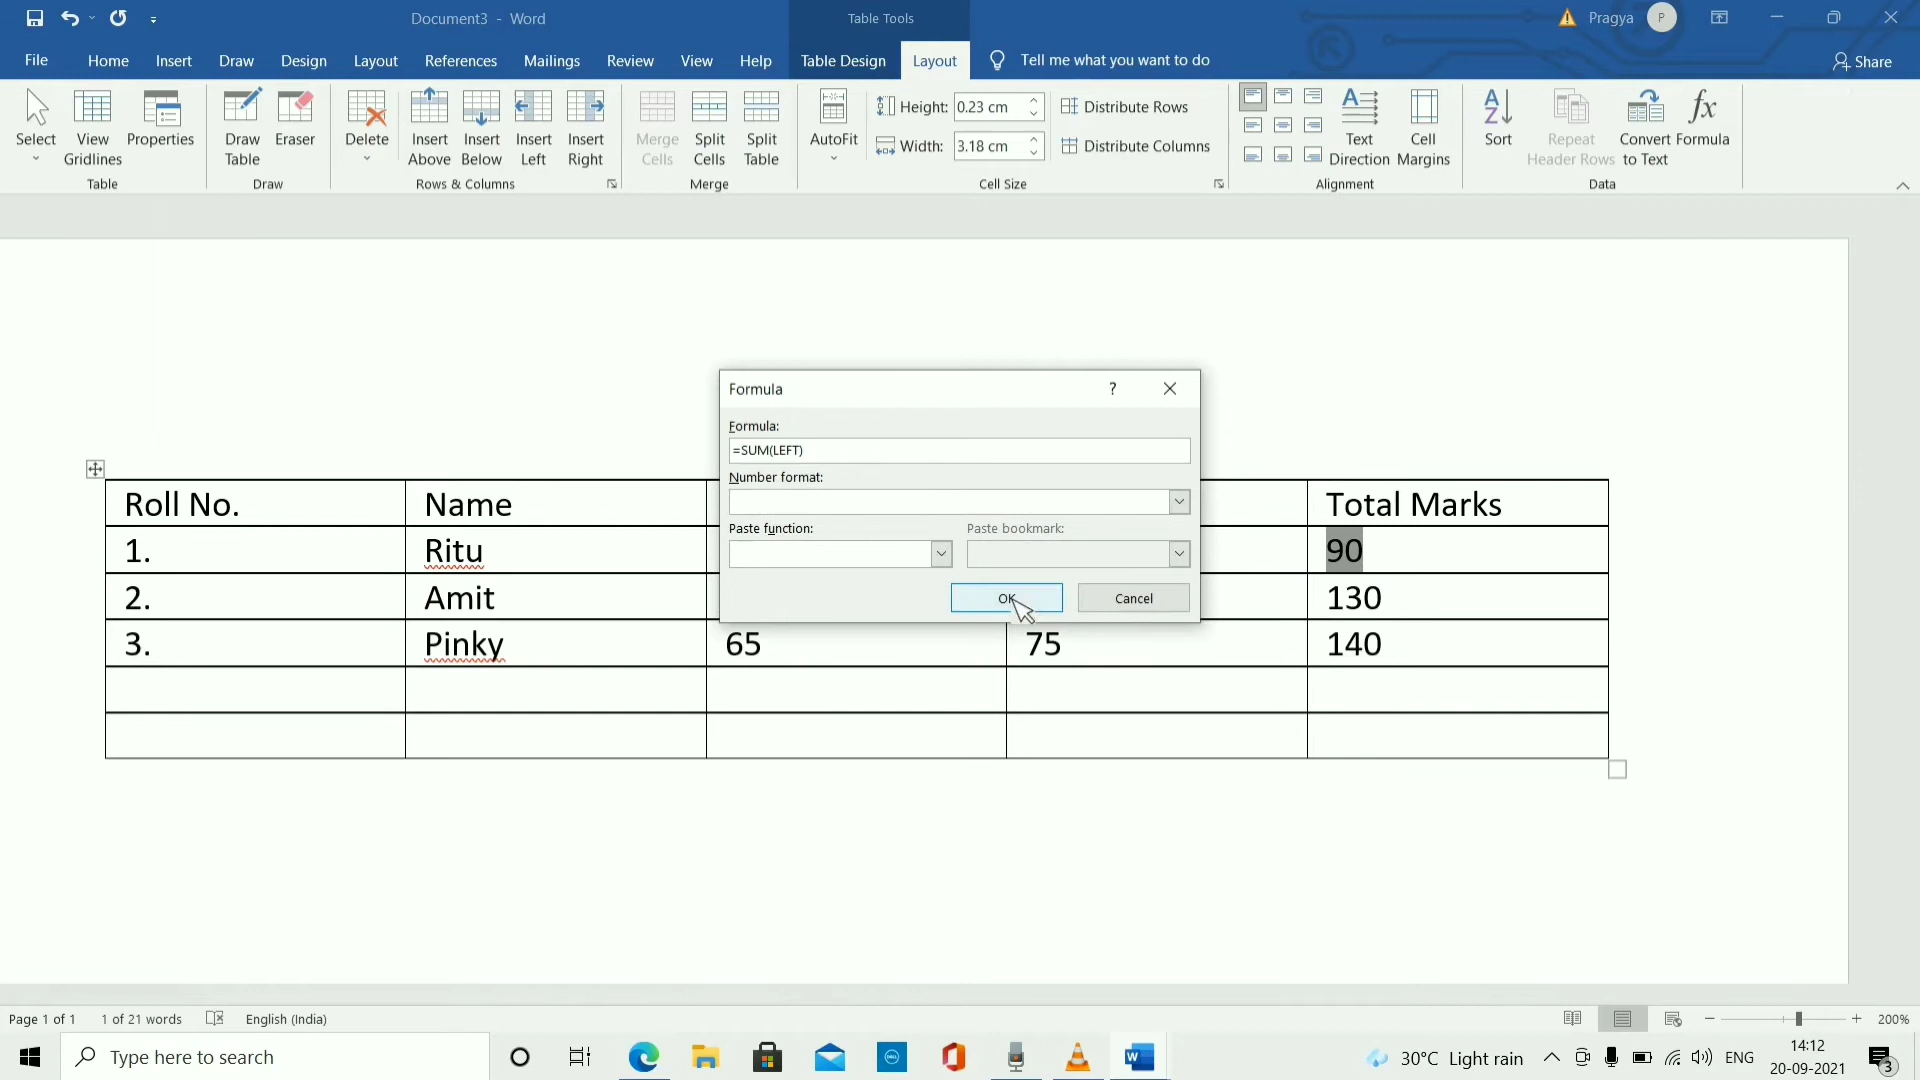 Document3 - Word
Table Tools
Pragya
P
File Home Insert Draw Design Layout References Mailings Review View Help Table Design Layout Tell me what you want to do Share
Select View Gridlines Properties
Draw Table Eraser
Delete Insert Above Insert Below Insert Left Insert Right
Merge Cells Split Cells Split Table
AutoFit
Height: 0.23 cm Distribute Rows
Width: 3.18 cm Distribute Columns
Text Direction Cell Margins
Sort Repeat Header Rows Convert to Text Formula
Table Draw Rows & Columns Merge Cell Size Alignment Data
Formula ?
Formula:
=SUM(LEFT)
Number format:
Paste function: Paste bookmark:
OK Cancel
Roll No. Name Total Marks
1. Ritu 90
2. Amit 130
3. Pinky 65 75 140
Page 1 of 1 1 of 21 words English (India) 200%
Type here to search
30°C Light rain ENG
14:12
20-09-2021
3